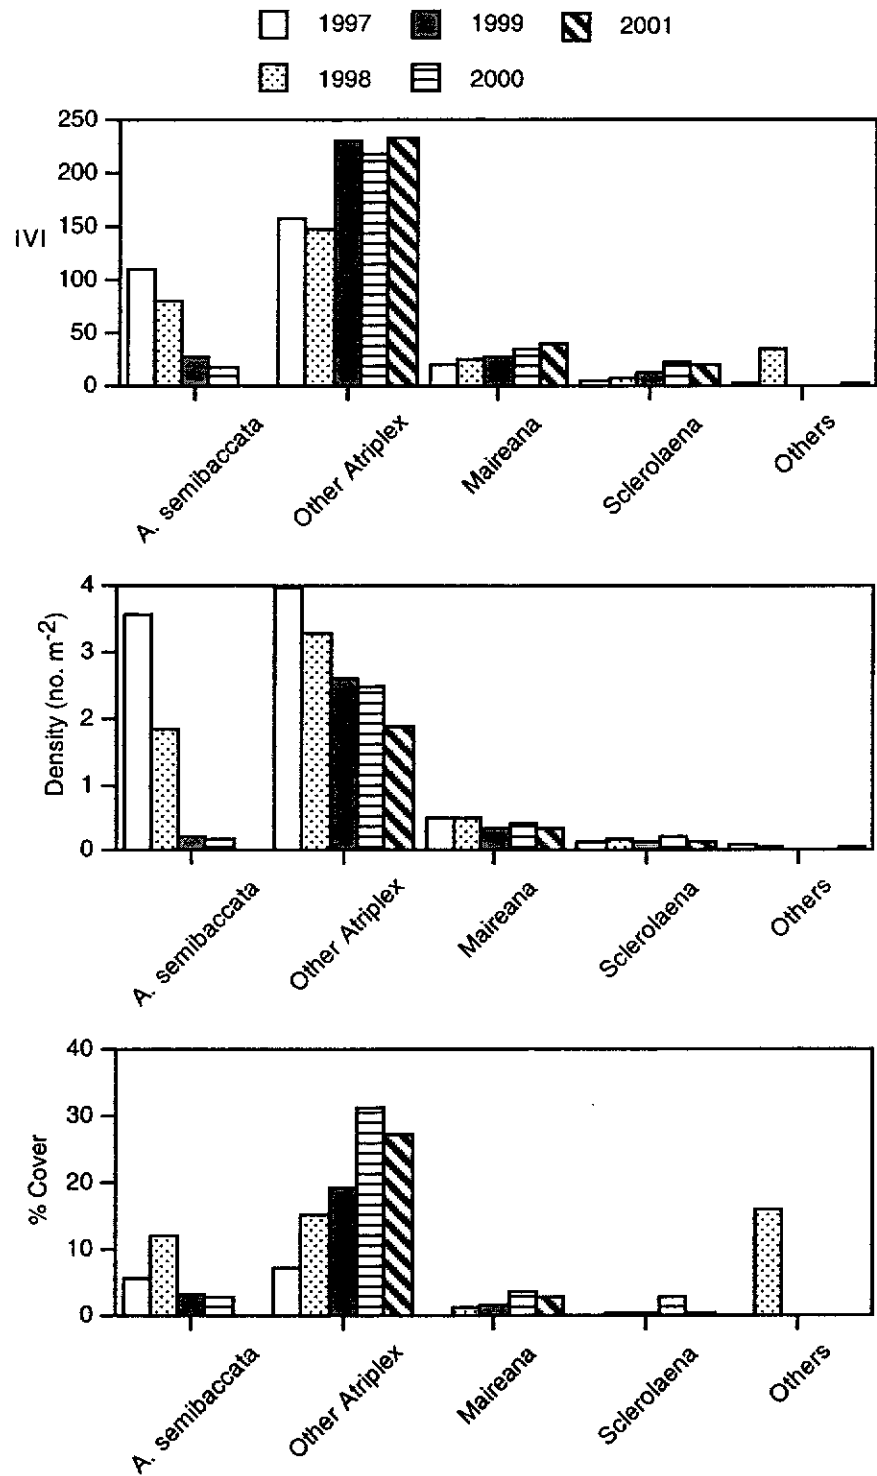 1997 1999 2001
1998 2000
250
200
150
100
50
0
IVI
A. semibaccata
Other Atriplex
Maireana
Sclerolaena
Others
4
3
2
1
0
Density (no. m-2)
A. semibaccata
Other Atriplex
Maireana
Sclerolaena
Others
40
30
20
10
0
% Cover
A. semibaccata
Other Atriplex
Maireana
Sclerolaena
Others